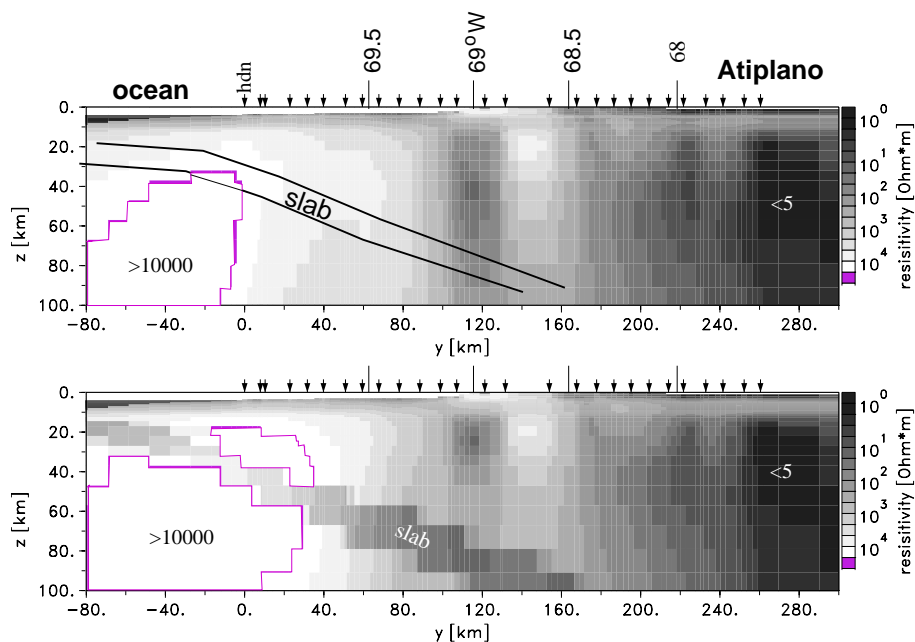 hdn 69.5 69°W 68.5 68
ocean Atiplano
0.
20.
40.
60.
80.
100.
z [km]
slab
>10000
<5
−80. −40. 0. 40. 80. 120. 160. 200. 240. 280.
y [km]
10⁰
10¹
10²
10³
10⁴
resisitivity [Ohm*m]
0.
20.
40.
60.
80.
100.
z [km]
slab
>10000
<5
−80. −40. 0. 40. 80. 120. 160. 200. 240. 280.
y [km]
10⁰
10¹
10²
10³
10⁴
resisitivity [Ohm*m]